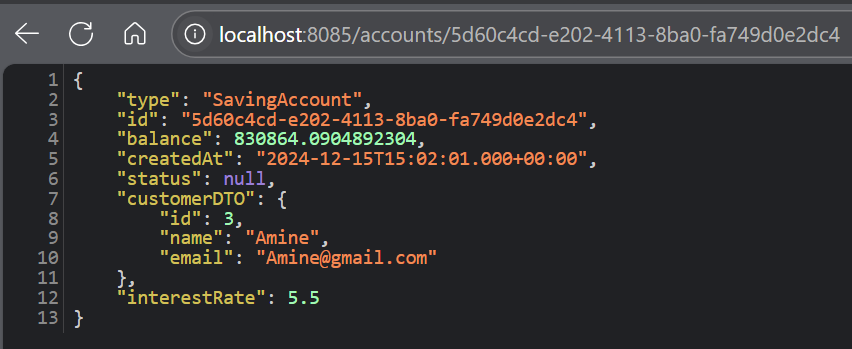 localhost:8085/accounts/5d60c4cd-e202-4113-8ba0-fa749d0e2dc4
1 {
2     "type": "SavingAccount",
3     "id": "5d60c4cd-e202-4113-8ba0-fa749d0e2dc4",
4     "balance": 830864.0904892304,
5     "createdAt": "2024-12-15T15:02:01.000+00:00",
6     "status": null,
7     "customerDTO": {
8         "id": 3,
9         "name": "Amine",
10         "email": "Amine@gmail.com"
11     },
12     "interestRate": 5.5
13 }